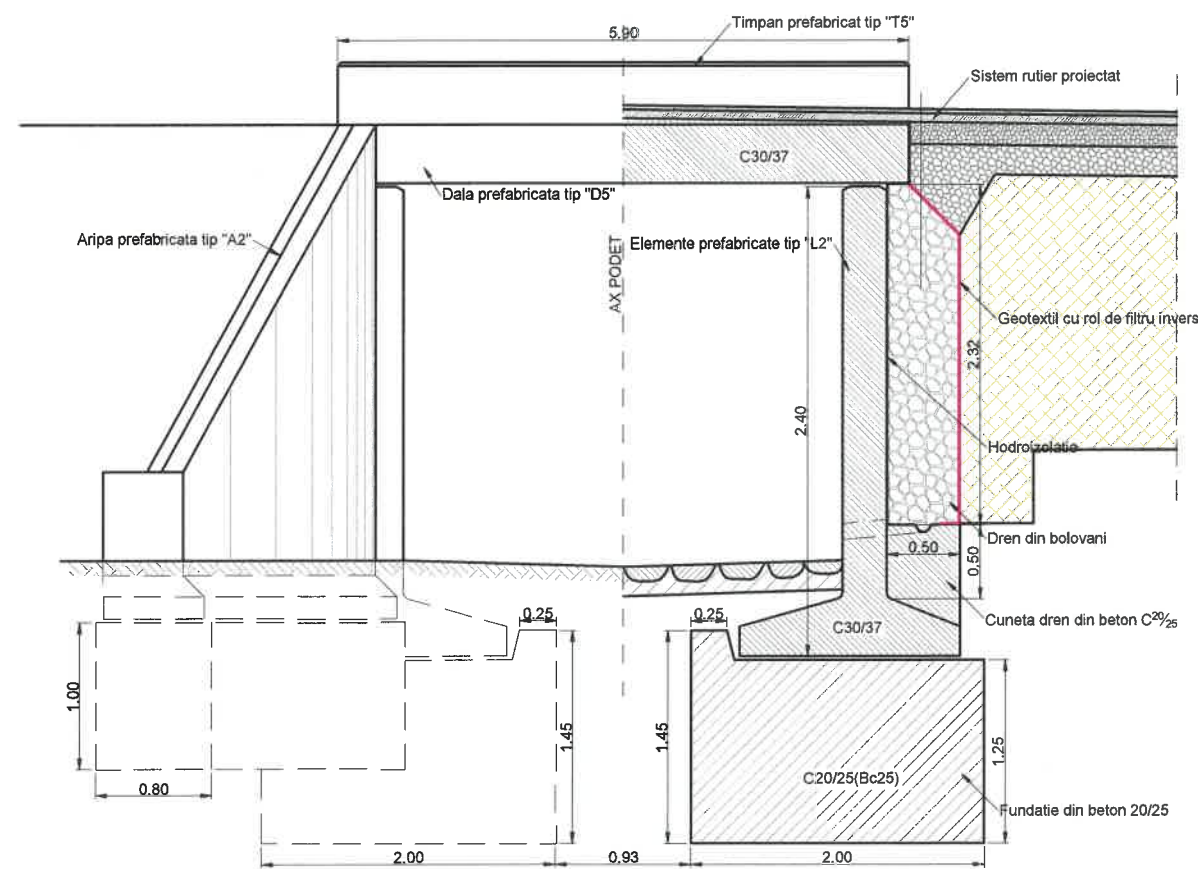 Timpan prefabricat tip "T5"
5.90
Sistem rutier proiectat
C30/37
Dala prefabricata tip "D5"
Aripa prefabricata tip "A2"
AX PODET
Elemente prefabricate tip "L2"
Geotextil cu rol de filtru invers
2.32
2.40
Hodroizolatie
Dren din bolovani
0.50
0.50
Cuneta dren din beton C20/25
0.25
0.25
C30/37
1.00
1.45
1.45
1.25
0.80
C20/25(Bc25)
Fundatie din beton 20/25
2.00
0.93
2.00